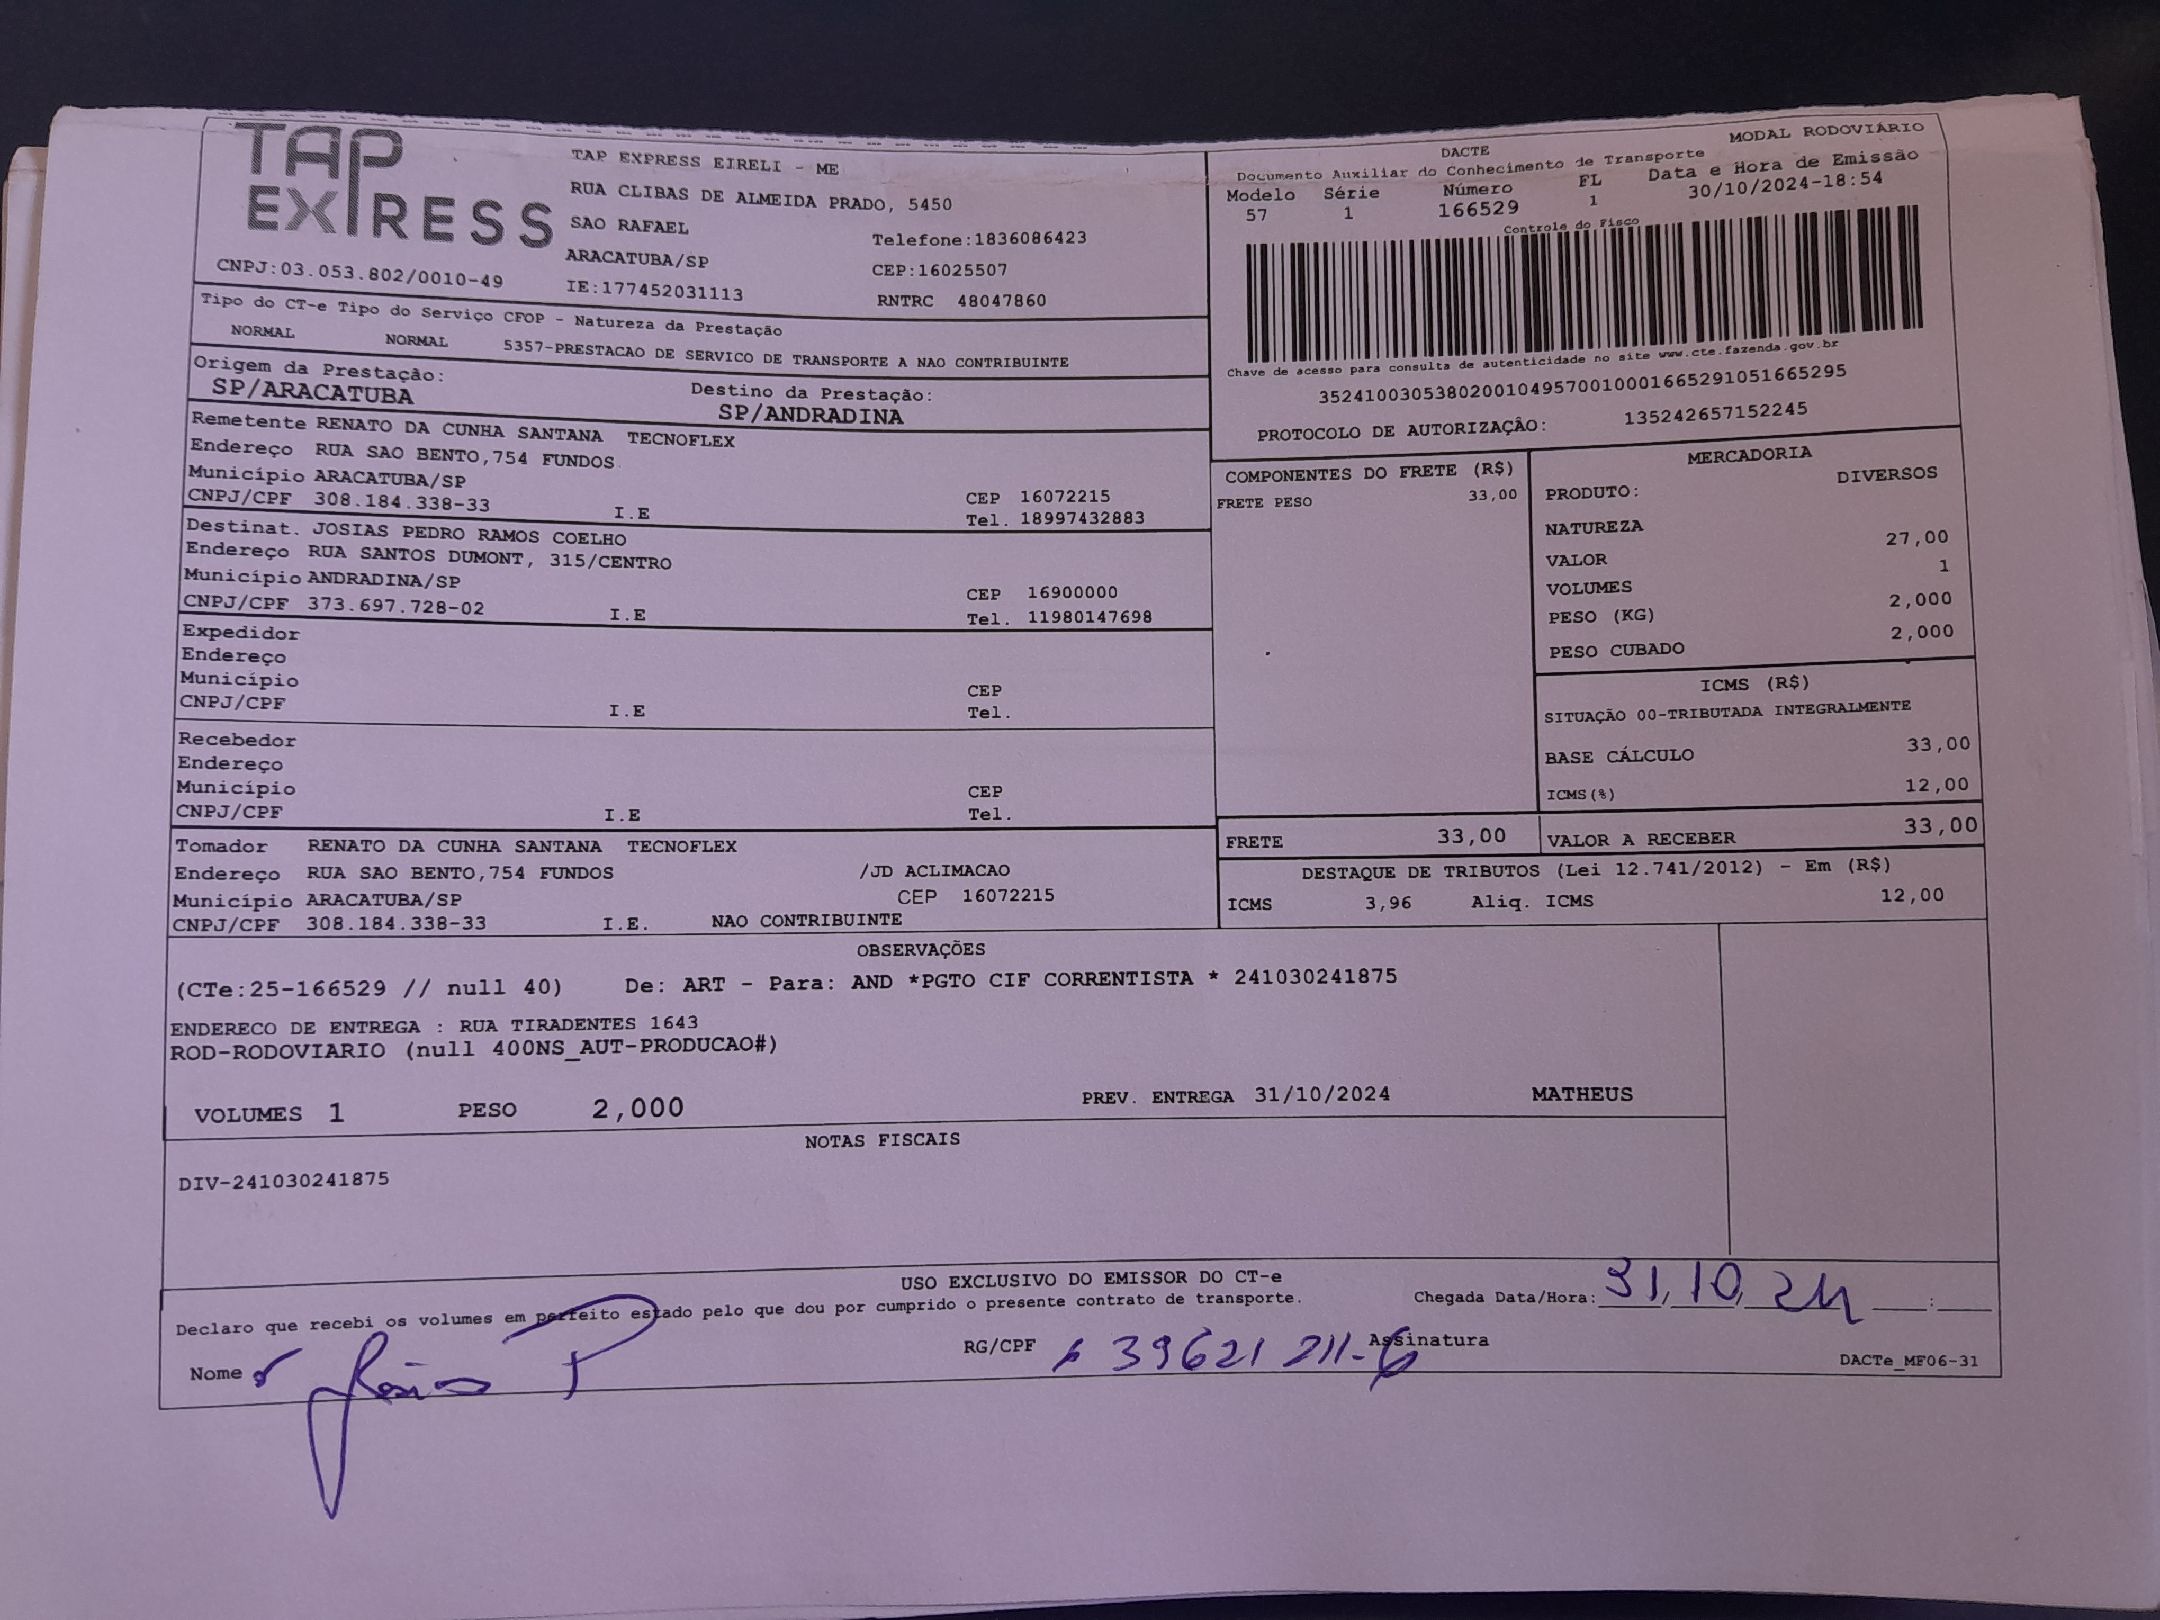 TAP EXPRESS
TAP EXPRESS EIRELI - ME
RUA CLIBAS DE ALMEIDA PRADO, 5450
SAO RAFAEL
Telefone:1836086423
ARACATUBA/SP
CEP:16025507
CNPJ:03.053.802/0010-49
IE:177452031113
RNTRC 48047860
MODAL RODOVIÁRIO
DACTE
Documento Auxiliar do Conhecimento de Transporte
Modelo Série Número FL Data e Hora de Emissão
57 1 166529 1 30/10/2024-18:54
Controle do Fisco
Chave de acesso para consulta de autenticidade no site www.cte.fazenda.gov.br
35241003053802001049570010001665291051665295
PROTOCOLO DE AUTORIZAÇÃO: 135242657152245
Tipo do CT-e Tipo do Serviço CFOP - Natureza da Prestação
NORMAL NORMAL 5357-PRESTACAO DE SERVICO DE TRANSPORTE A NAO CONTRIBUINTE
Origem da Prestação: Destino da Prestação:
SP/ARACATUBA SP/ANDRADINA
Remetente RENATO DA CUNHA SANTANA TECNOFLEX
Endereço RUA SAO BENTO,754 FUNDOS
Município ARACATUBA/SP CEP 16072215
CNPJ/CPF 308.184.338-33 I.E Tel. 18997432883
Destinat. JOSIAS PEDRO RAMOS COELHO
Endereço RUA SANTOS DUMONT, 315/CENTRO
Município ANDRADINA/SP CEP 16900000
CNPJ/CPF 373.697.728-02 I.E Tel. 11980147698
Expedidor
Endereço
Município CEP
CNPJ/CPF I.E Tel.
Recebedor
Endereço
Município CEP
CNPJ/CPF I.E Tel.
Tomador RENATO DA CUNHA SANTANA TECNOFLEX
Endereço RUA SAO BENTO,754 FUNDOS /JD ACLIMACAO
Município ARACATUBA/SP CEP 16072215
CNPJ/CPF 308.184.338-33 I.E. NAO CONTRIBUINTE
COMPONENTES DO FRETE (R$)
FRETE PESO 33,00
MERCADORIA
PRODUTO: DIVERSOS
NATUREZA
VALOR 27,00
VOLUMES 1
PESO (KG) 2,000
PESO CUBADO 2,000
ICMS (R$)
SITUAÇÃO 00-TRIBUTADA INTEGRALMENTE
BASE CÁLCULO 33,00
ICMS(%) 12,00
FRETE 33,00 VALOR A RECEBER 33,00
DESTAQUE DE TRIBUTOS (Lei 12.741/2012) - Em (R$)
ICMS 3,96 Aliq. ICMS 12,00
OBSERVAÇÕES
(CTe:25-166529 // null 40) De: ART - Para: AND *PGTO CIF CORRENTISTA * 241030241875
ENDERECO DE ENTREGA : RUA TIRADENTES 1643
ROD-RODOVIARIO (null 400NS_AUT-PRODUCAO#)
VOLUMES 1 PESO 2,000 PREV. ENTREGA 31/10/2024 MATHEUS
NOTAS FISCAIS
DIV-241030241875
USO EXCLUSIVO DO EMISSOR DO CT-e
Declaro que recebi os volumes em perfeito estado pelo que dou por cumprido o presente contrato de transporte. Chegada Data/Hora: 31, 10, 24 :
Nome RG/CPF 39621211-6 Assinatura
DACTe_MF06-31